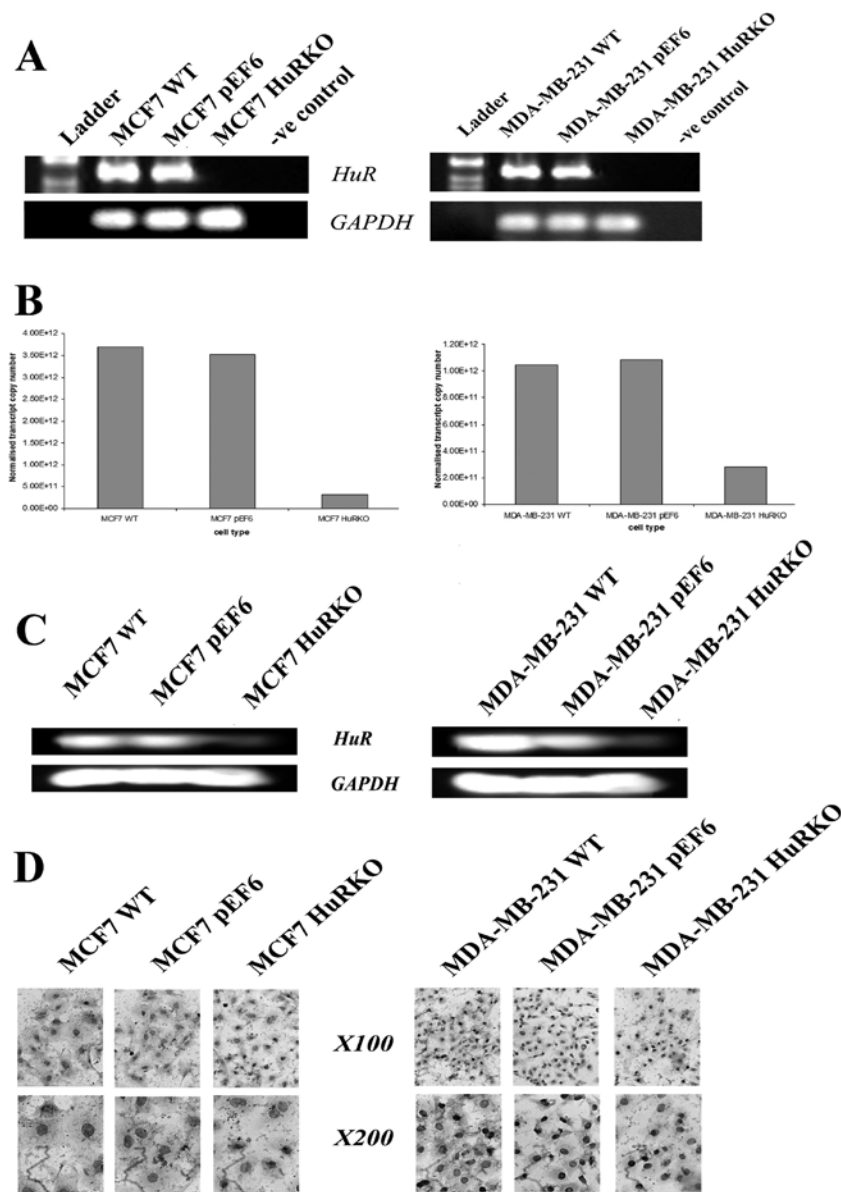 A
Ladder
MCF7 WT
MCF7 pEF6
MCF7 HuRKO
-ve control
HuR
GAPDH
Ladder
MDA-MB-231 WT
MDA-MB-231 pEF6
MDA-MB-231 HuRKO
-ve control
B
Normalised transcript copy number
4.00E+12
3.50E+12
3.00E+12
2.50E+12
2.00E+12
1.50E+12
1.00E+12
5.00E+11
0.00E+00
MCF7 WT
MCF7 pEF6
MCF7 HuRKO
cell type
Normalised transcript copy number
1.20E+12
1.00E+12
8.00E+11
6.00E+11
4.00E+11
2.00E+11
0.00E+00
MDA-MB-231 WT
MDA-MB-231 pEF6
MDA-MB-231 HuRKO
cell type
C
MCF7 WT
MCF7 pEF6
MCF7 HuRKO
HuR
GAPDH
MDA-MB-231 WT
MDA-MB-231 pEF6
MDA-MB-231 HuRKO
D
MCF7 WT
MCF7 pEF6
MCF7 HuRKO
X100
X200
MDA-MB-231 WT
MDA-MB-231 pEF6
MDA-MB-231 HuRKO